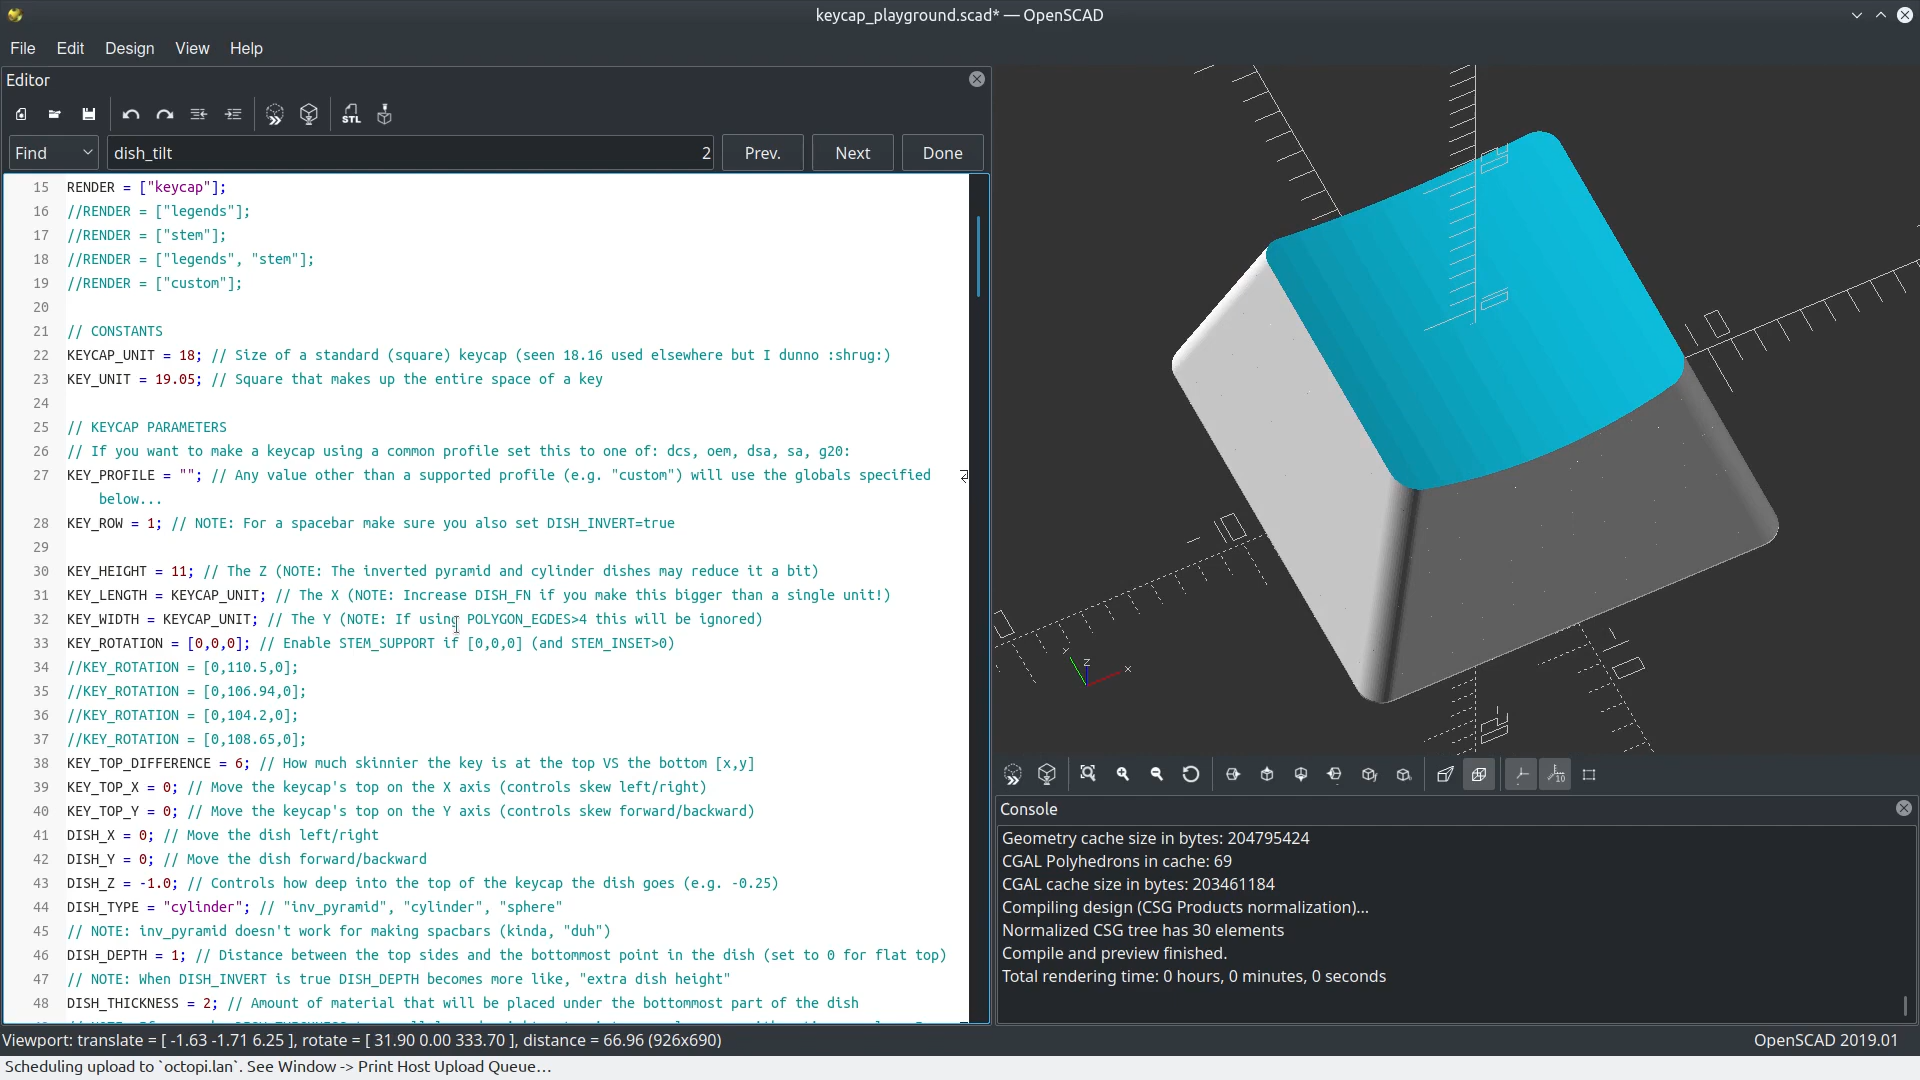 keycap_playground.scad* — OpenSCAD
File Edit Design View Help
Editor
STL
Find dish_tilt 2 Prev. Next Done
15 RENDER = ["keycap"];
16 //RENDER = ["legends"];
17 //RENDER = ["stem"];
18 //RENDER = ["legends", "stem"];
19 //RENDER = ["custom"];
20
21 // CONSTANTS
22 KEYCAP_UNIT = 18; // Size of a standard (square) keycap (seen 18.16 used elsewhere but I dunno :shrug:)
23 KEY_UNIT = 19.05; // Square that makes up the entire space of a key
24
25 // KEYCAP PARAMETERS
26 // If you want to make a keycap using a common profile set this to one of: dcs, oem, dsa, sa, g20:
27 KEY_PROFILE = ""; // Any value other than a supported profile (e.g. "custom") will use the globals specified
below...
28 KEY_ROW = 1; // NOTE: For a spacebar make sure you also set DISH_INVERT=true
29
30 KEY_HEIGHT = 11; // The Z (NOTE: The inverted pyramid and cylinder dishes may reduce it a bit)
31 KEY_LENGTH = KEYCAP_UNIT; // The X (NOTE: Increase DISH_FN if you make this bigger than a single unit!)
32 KEY_WIDTH = KEYCAP_UNIT; // The Y (NOTE: If using POLYGON_EGDES>4 this will be ignored)
33 KEY_ROTATION = [0,0,0]; // Enable STEM_SUPPORT if [0,0,0] (and STEM_INSET>0)
34 //KEY_ROTATION = [0,110.5,0];
35 //KEY_ROTATION = [0,106.94,0];
36 //KEY_ROTATION = [0,104.2,0];
37 //KEY_ROTATION = [0,108.65,0];
38 KEY_TOP_DIFFERENCE = 6; // How much skinnier the key is at the top VS the bottom [x,y]
39 KEY_TOP_X = 0; // Move the keycap's top on the X axis (controls skew left/right)
40 KEY_TOP_Y = 0; // Move the keycap's top on the Y axis (controls skew forward/backward)
41 DISH_X = 0; // Move the dish left/right
42 DISH_Y = 0; // Move the dish forward/backward
43 DISH_Z = -1.0; // Controls how deep into the top of the keycap the dish goes (e.g. -0.25)
44 DISH_TYPE = "cylinder"; // "inv_pyramid", "cylinder", "sphere"
45 // NOTE: inv_pyramid doesn't work for making spacbars (kinda, "duh")
46 DISH_DEPTH = 1; // Distance between the top sides and the bottommost point in the dish (set to 0 for flat top)
47 // NOTE: When DISH_INVERT is true DISH_DEPTH becomes more like, "extra dish height"
48 DISH_THICKNESS = 2; // Amount of material that will be placed under the bottommost part of the dish
Y Z X
10
Console
Geometry cache size in bytes: 204795424
CGAL Polyhedrons in cache: 69
CGAL cache size in bytes: 203461184
Compiling design (CSG Products normalization)...
Normalized CSG tree has 30 elements
Compile and preview finished.
Total rendering time: 0 hours, 0 minutes, 0 seconds
Viewport: translate = [ -1.63 -1.71 6.25 ], rotate = [ 31.90 0.00 333.70 ], distance = 66.96 (926x690)
OpenSCAD 2019.01
Scheduling upload to `octopi.lan`. See Window -> Print Host Upload Queue…